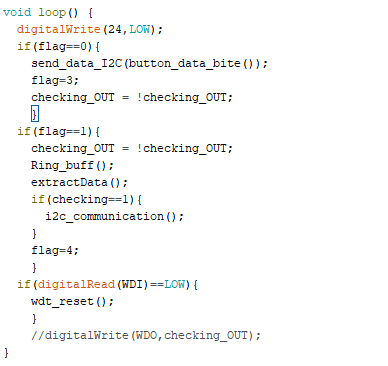 void loop() {
  digitalWrite(24,LOW);
  if(flag==0){
    send_data_I2C(button_data_bite());
    flag=3;
    checking_OUT = !checking_OUT;
    }
  if(flag==1){
    checking_OUT = !checking_OUT;
    Ring_buff();
    extractData();
    if(checking==1){
      i2c_communication();
    }
    flag=4;
    }
  if(digitalRead(WDI)==LOW){
    wdt_reset();
    }
    //digitalWrite(WDO,checking_OUT);
}